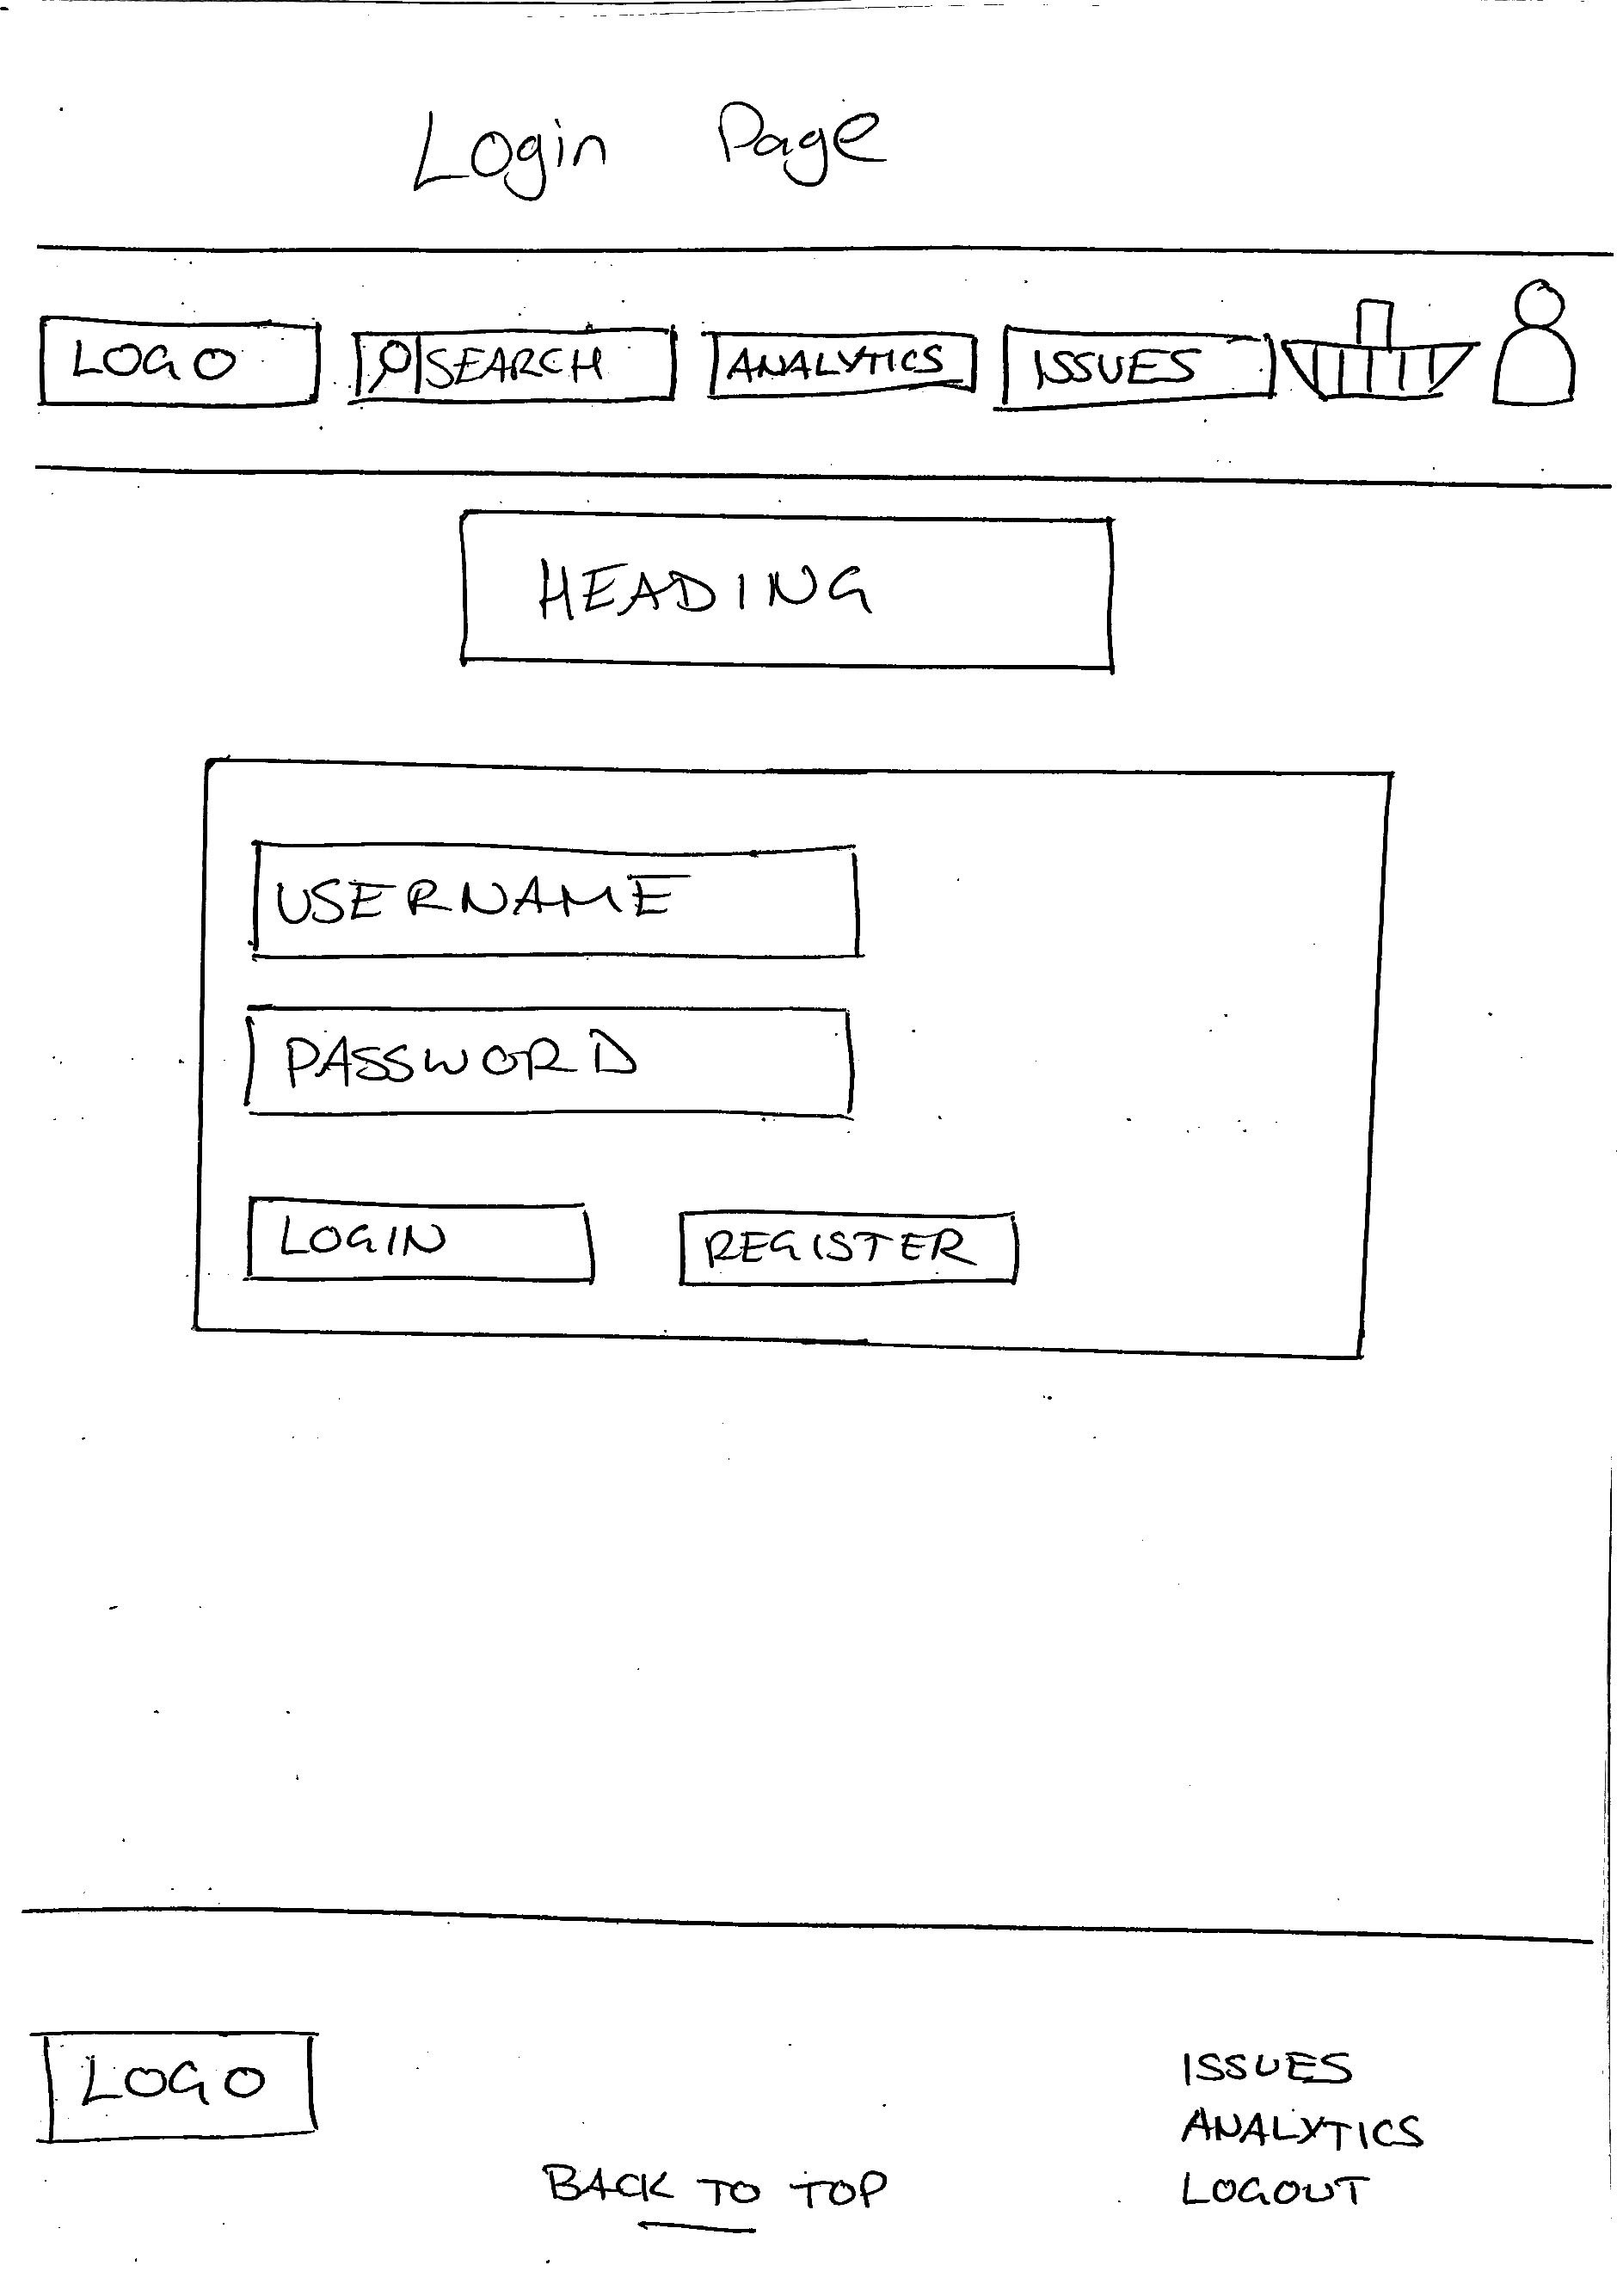 Login Page
LOGO SEARCH ANALYTICS ISSUES
HEADING
USERNAME
PASSWORD
LOGIN REGISTER
LOGO
ISSUES
ANALYTICS
BACK TO TOP
LOGOUT